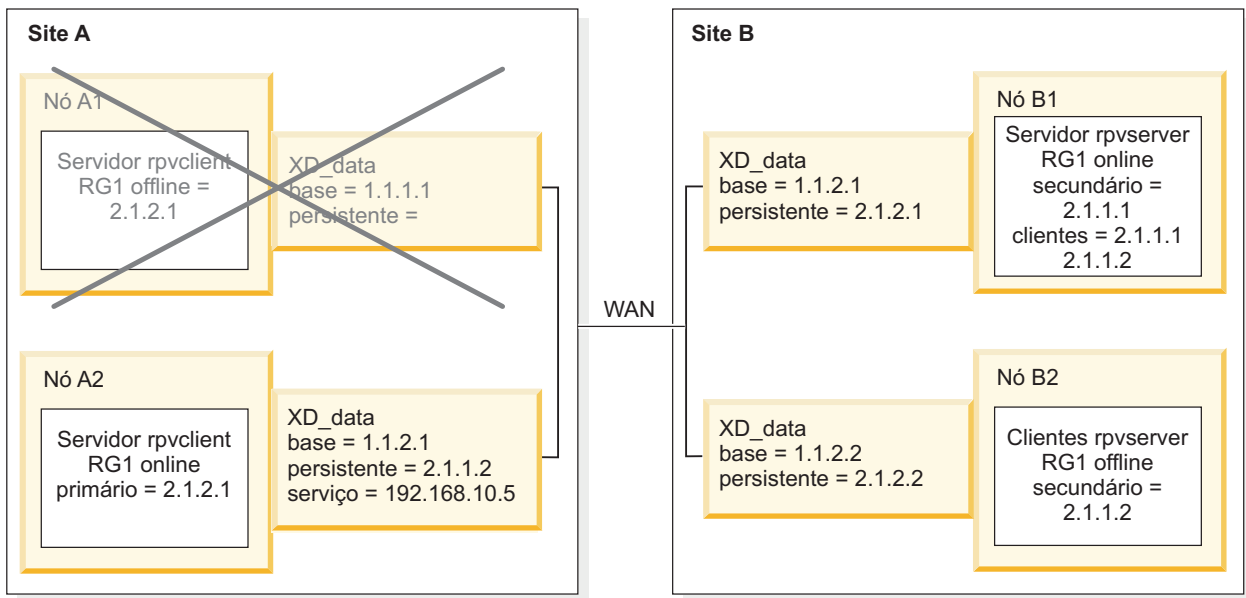 Site A
Nó A1
Servidor rpvclient
RG1 offline =
2.1.2.1
XD_data
base = 1.1.1.1
persistente =
Nó A2
Servidor rpvclient
RG1 online
primário = 2.1.2.1
XD_data
base = 1.1.2.1
persistente = 2.1.1.2
serviço = 192.168.10.5
WAN
Site B
XD_data
base = 1.1.2.1
persistente = 2.1.2.1
Nó B1
Servidor rpvserver
RG1 online
secundário =
2.1.1.1
clientes = 2.1.1.1
2.1.1.2
XD_data
base = 1.1.2.2
persistente = 2.1.2.2
Nó B2
Clientes rpvserver
RG1 offline
secundário =
2.1.1.2